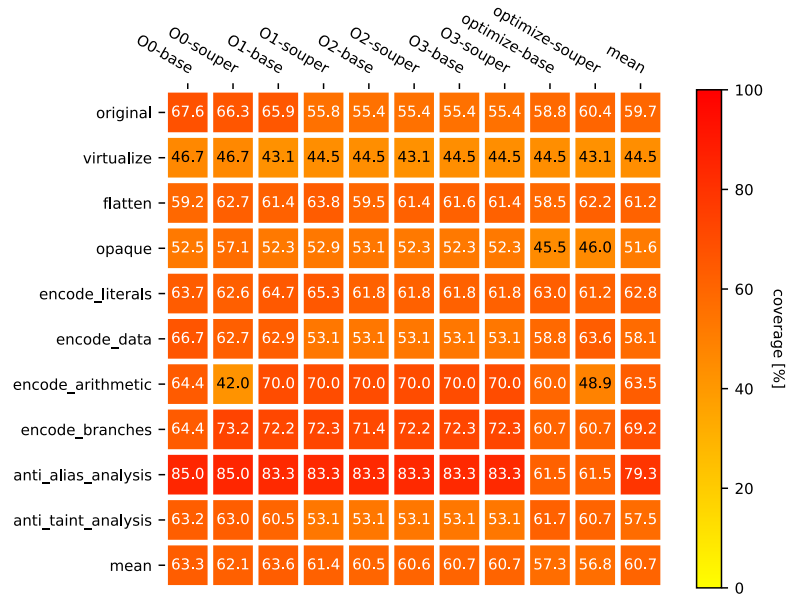 O0-base
O0-souper
O1-base
O1-souper
O2-base
O2-souper
O3-base
O3-souper
optimize-base
optimize-souper
mean
original 67.6 66.3 65.9 55.8 55.4 55.4 55.4 55.4 58.8 60.4 59.7
virtualize 46.7 46.7 43.1 44.5 44.5 43.1 44.5 44.5 44.5 43.1 44.5
flatten 59.2 62.7 61.4 63.8 59.5 61.4 61.6 61.4 58.5 62.2 61.2
opaque 52.5 57.1 52.3 52.9 53.1 52.3 52.3 52.3 45.5 46.0 51.6
encode_literals 63.7 62.6 64.7 65.3 61.8 61.8 61.8 61.8 63.0 61.2 62.8
encode_data 66.7 62.7 62.9 53.1 53.1 53.1 53.1 53.1 58.8 63.6 58.1
encode_arithmetic 64.4 42.0 70.0 70.0 70.0 70.0 70.0 70.0 60.0 48.9 63.5
encode_branches 64.4 73.2 72.2 72.3 71.4 72.2 72.3 72.3 60.7 60.7 69.2
anti_alias_analysis 85.0 85.0 83.3 83.3 83.3 83.3 83.3 83.3 61.5 61.5 79.3
anti_taint_analysis 63.2 63.0 60.5 53.1 53.1 53.1 53.1 53.1 61.7 60.7 57.5
mean 63.3 62.1 63.6 61.4 60.5 60.6 60.7 60.7 57.3 56.8 60.7
100
80
60
40
20
0
coverage [%]